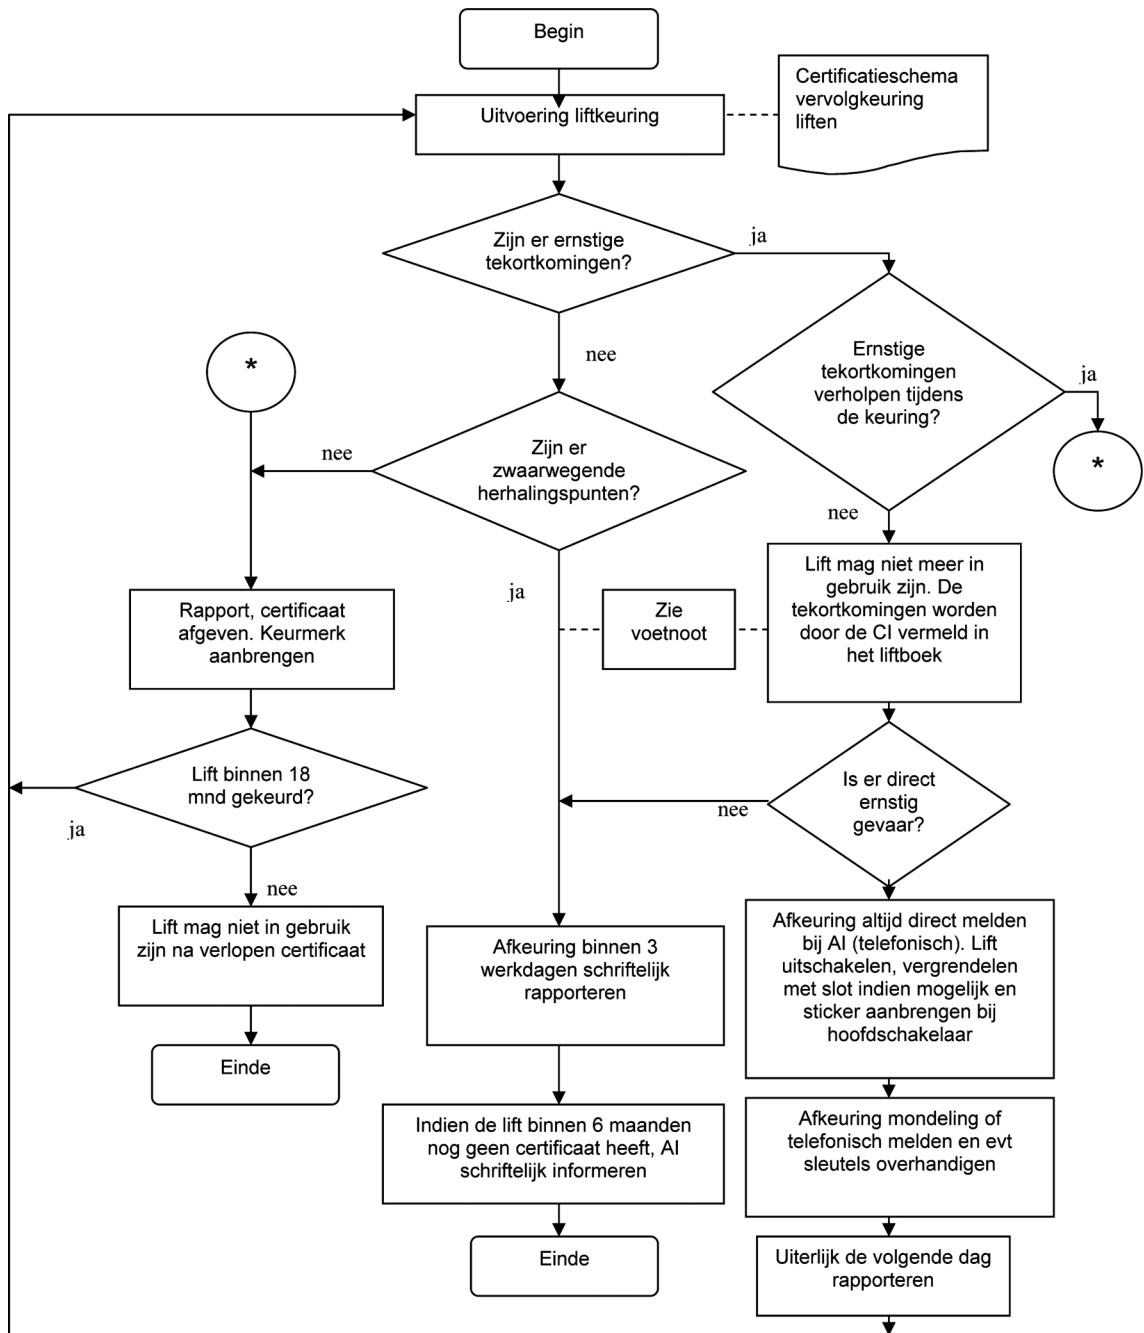 Begin
Certificatieschema
vervolgkeuring
liften
Uitvoering liftkeuring
Zijn er ernstige
tekortkomingen?
ja
nee
*
Ernstige
tekortkomingen
verholpen tijdens
de keuring?
ja
*
nee
Zijn er
zwaarwegende
herhalingspunten?
nee
ja
Lift mag niet meer in
gebruik zijn. De
tekortkomingen worden
door de CI vermeld in
het liftboek
Zie
voetnoot
Rapport, certificaat
afgeven. Keurmerk
aanbrengen
Lift binnen 18
mnd gekeurd?
ja
nee
Is er direct
ernstig
gevaar?
nee
Lift mag niet in gebruik
zijn na verlopen certificaat
Afkeuring binnen 3
werkdagen schriftelijk
rapporteren
Afkeuring altijd direct melden
bij AI (telefonisch). Lift
uitschakelen, vergrendelen
met slot indien mogelijk en
sticker aanbrengen bij
hoofdschakelaar
Einde
Indien de lift binnen 6 maanden
nog geen certificaat heeft, AI
schriftelijk informeren
Afkeuring mondeling of
telefonisch melden en evt
sleutels overhandigen
Einde
Uiterlijk de volgende dag
rapporteren